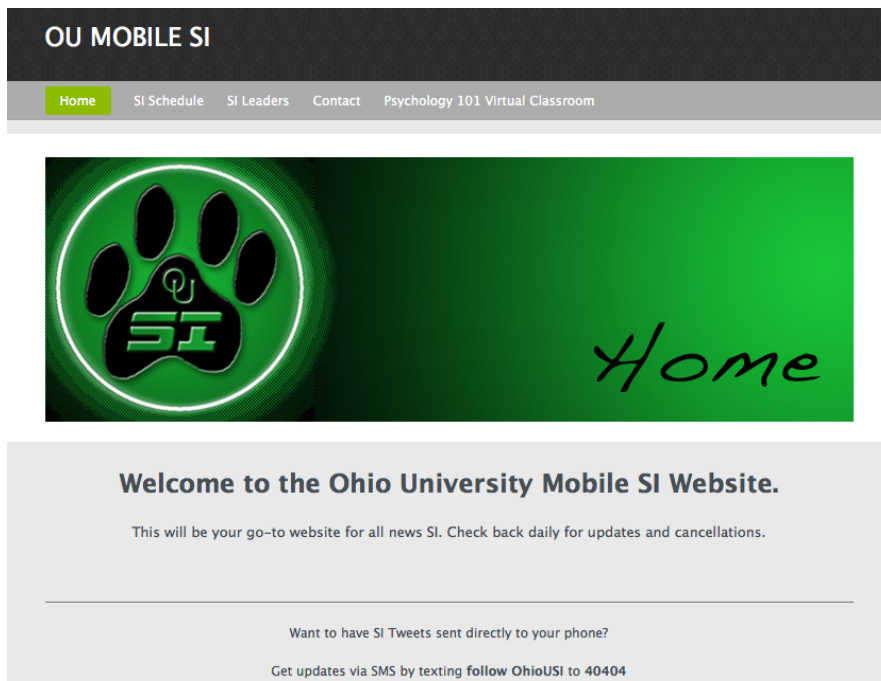 OU MOBILE SI
Home SI Schedule SI Leaders Contact Psychology 101 Virtual Classroom
OU
SI
Home
Welcome to the Ohio University Mobile SI Website.
This will be your go-to website for all news SI. Check back daily for updates and cancellations.
Want to have SI Tweets sent directly to your phone?
Get updates via SMS by texting follow OhioUSI to 40404